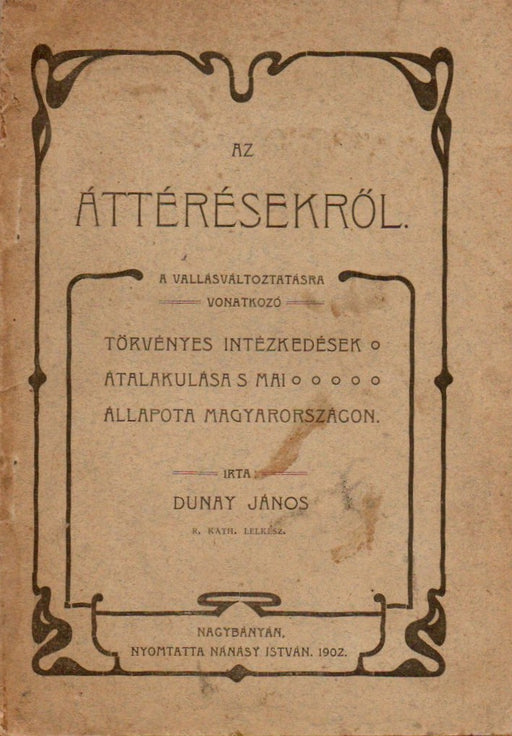 AZ
ÁTTÉRÉSEKRŐL.
A VALLÁSVÁLTOZTATÁSRA
VONATKOZÓ
TÖRVÉNYES INTÉZKEDÉSEK
ÁTALAKULÁSA S MAI
ÁLLAPOTA MAGYARORSZÁGON.
IRTA:
DUNAY JÁNOS
R. KATH. LELKÉSZ.
NAGYBÁNYÁN,
NYOMTATTA NÁNÁSY ISTVÁN. 1902.